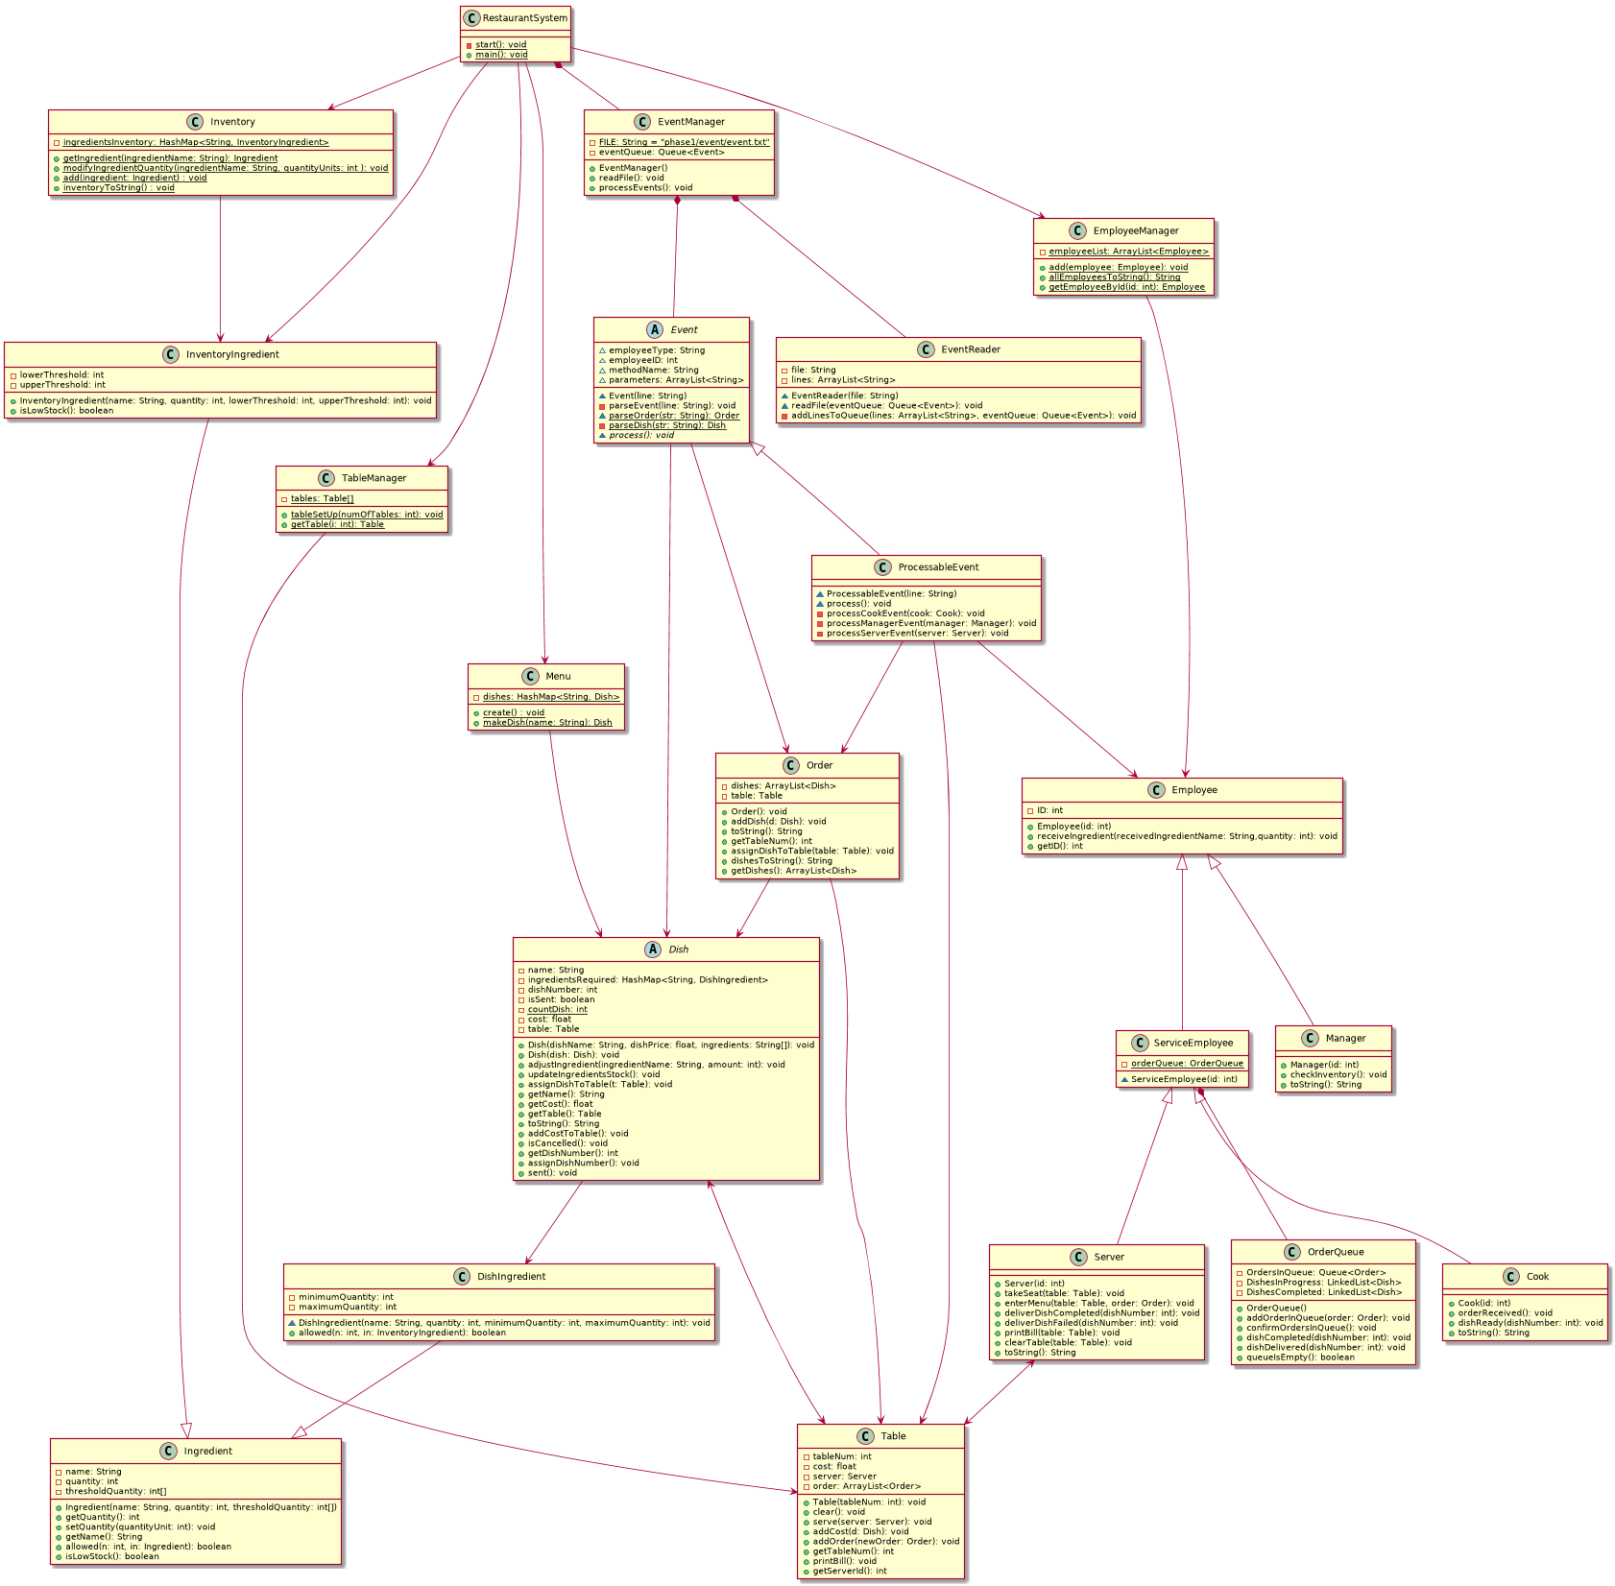 C RestaurantSystem
start(): void
main(): void
C Inventory
ingredientsInventory: HashMap<String, InventoryIngredient>
getIngredient(ingredientName: String): Ingredient
modifyIngredientQuantity(ingredientName: String, quantityUnits: int ): void
add(ingredient: Ingredient) : void
inventoryToString() : void
C EventManager
FILE: String = "phase1/event/event.txt"
eventQueue: Queue<Event>
EventManager()
readFile(): void
processEvents(): void
C EmployeeManager
employeeList: ArrayList<Employee>
add(employee: Employee): void
allEmployeesToString(): String
getEmployeeById(id: int): Employee
C InventoryIngredient
lowerThreshold: int
upperThreshold: int
InventoryIngredient(name: String, quantity: int, lowerThreshold: int, upperThreshold: int): void
isLowStock(): boolean
A Event
employeeType: String
employeeID: int
methodName: String
parameters: ArrayList<String>
Event(line: String)
parseEvent(line: String): void
parseOrder(str: String): Order
parseDish(str: String): Dish
process(): void
C EventReader
file: String
lines: ArrayList<String>
EventReader(file: String)
readFile(eventQueue: Queue<Event>): void
addLinesToQueue(lines: ArrayList<String>, eventQueue: Queue<Event>): void
C TableManager
tables: Table[]
tableSetUp(numOfTables: int): void
getTable(i: int): Table
C ProcessableEvent
ProcessableEvent(line: String)
process(): void
processCookEvent(cook: Cook): void
processManagerEvent(manager: Manager): void
processServerEvent(server: Server): void
C Menu
dishes: HashMap<String, Dish>
create() : void
makeDish(name: String): Dish
C Order
dishes: ArrayList<Dish>
table: Table
Order(): void
addDish(d: Dish): void
toString(): String
getTableNum(): int
assignDishToTable(table: Table): void
dishesToString(): String
getDishes(): ArrayList<Dish>
C Employee
ID: int
Employee(id: int)
receiveIngredient(receivedIngredientName: String,quantity: int): void
getID(): int
A Dish
name: String
ingredientsRequired: HashMap<String, DishIngredient>
dishNumber: int
isSent: boolean
countDish: int
cost: float
table: Table
Dish(dishName: String, dishPrice: float, ingredients: String[]): void
Dish(dish: Dish): void
adjustIngredient(ingredientName: String, amount: int): void
updateIngredientsStock(): void
assignDishToTable(t: Table): void
getName(): String
getCost(): float
getTable(): Table
toString(): String
addCostToTable(): void
isCancelled(): void
getDishNumber(): int
assignDishNumber(): void
sent(): void
C ServiceEmployee
orderQueue: OrderQueue
ServiceEmployee(id: int)
C Manager
Manager(id: int)
checkInventory(): void
toString(): String
C DishIngredient
minimumQuantity: int
maximumQuantity: int
DishIngredient(name: String, quantity: int, minimumQuantity: int, maximumQuantity: int): void
allowed(n: int, in: InventoryIngredient): boolean
C Server
Server(id: int)
takeSeat(table: Table): void
enterMenu(table: Table, order: Order): void
deliverDishCompleted(dishNumber: int): void
deliverDishFailed(dishNumber: int): void
printBill(table: Table): void
clearTable(table: Table): void
toString(): String
C OrderQueue
OrdersInQueue: Queue<Order>
DishesInProgress: LinkedList<Dish>
DishesCompleted: LinkedList<Dish>
OrderQueue()
addOrderInQueue(order: Order): void
confirmOrdersInQueue(): void
dishCompleted(dishNumber: int): void
dishDelivered(dishNumber: int): void
queueIsEmpty(): boolean
C Cook
Cook(id: int)
orderReceived(): void
dishReady(dishNumber: int): void
toString(): String
C Ingredient
name: String
quantity: int
thresholdQuantity: int[]
Ingredient(name: String, quantity: int, thresholdQuantity: int[])
getQuantity(): int
setQuantity(quantityUnit: int): void
getName(): String
allowed(n: int, in: Ingredient): boolean
isLowStock(): boolean
C Table
tableNum: int
cost: float
server: Server
order: ArrayList<Order>
Table(tableNum: int): void
clear(): void
serve(server: Server): void
addCost(d: Dish): void
addOrder(newOrder: Order): void
getTableNum(): int
printBill(): void
getServerId(): int